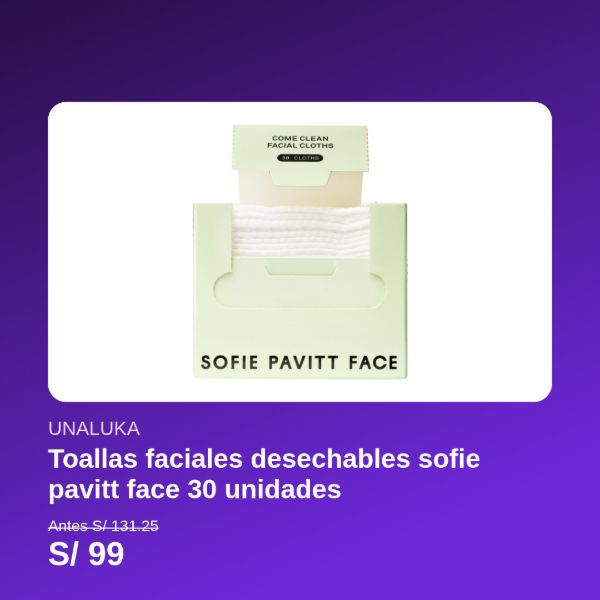 COME CLEAN
FACIAL CLOTHS
30 CLOTHS
SOFIE PAVITT FACE
UNALUKA
Toallas faciales desechables sofie
pavitt face 30 unidades
Antes S/ 131.25
S/ 99